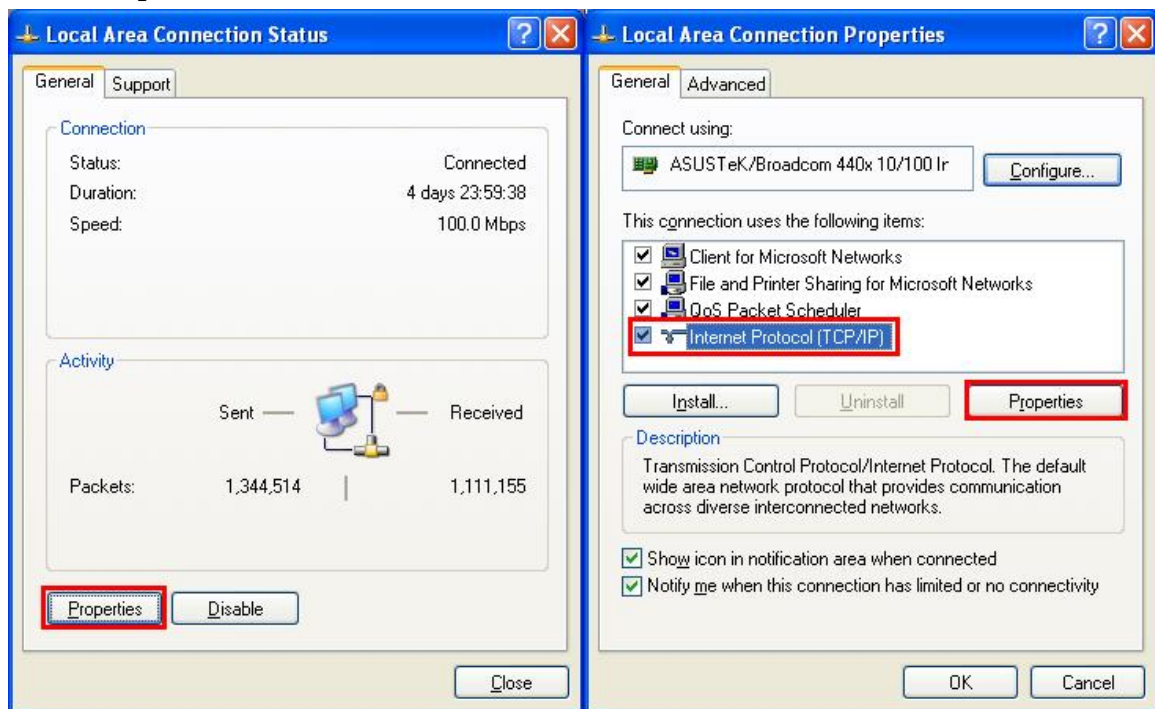 Local Area Connection Status
General Support
Connection
Status: Connected
Duration: 4 days 23:59:38
Speed: 100.0 Mbps
Activity
Sent — — Received
Packets: 1,344,514 | 1,111,155
Properties Disable
Close
Local Area Connection Properties
General Advanced
Connect using:
ASUSTeK/Broadcom 440x 10/100 Ir Configure...
This connection uses the following items:
Client for Microsoft Networks
File and Printer Sharing for Microsoft Networks
QoS Packet Scheduler
Internet Protocol (TCP/IP)
Install... Uninstall Properties
Description
Transmission Control Protocol/Internet Protocol. The default
wide area network protocol that provides communication
across diverse interconnected networks.
Show icon in notification area when connected
Notify me when this connection has limited or no connectivity
OK Cancel